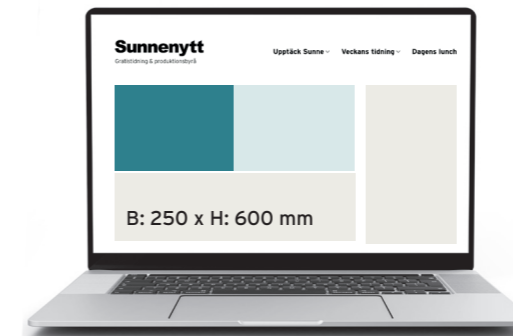 Sunnenytt
Gratistidning & produktionsbyrå
Upptäck Sunne Veckans tidning Dagens lunch
B: 250 x H: 600 mm